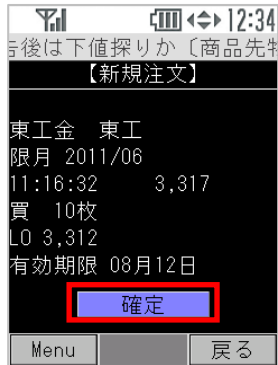 12:34
後は下値探りか〔商品先物
【新規注文】
東工金 東工
限月 2011/06
11:16:32 3,317
買 10枚
LO 3,312
有効期限 08月12日
確定
Menu 戻る